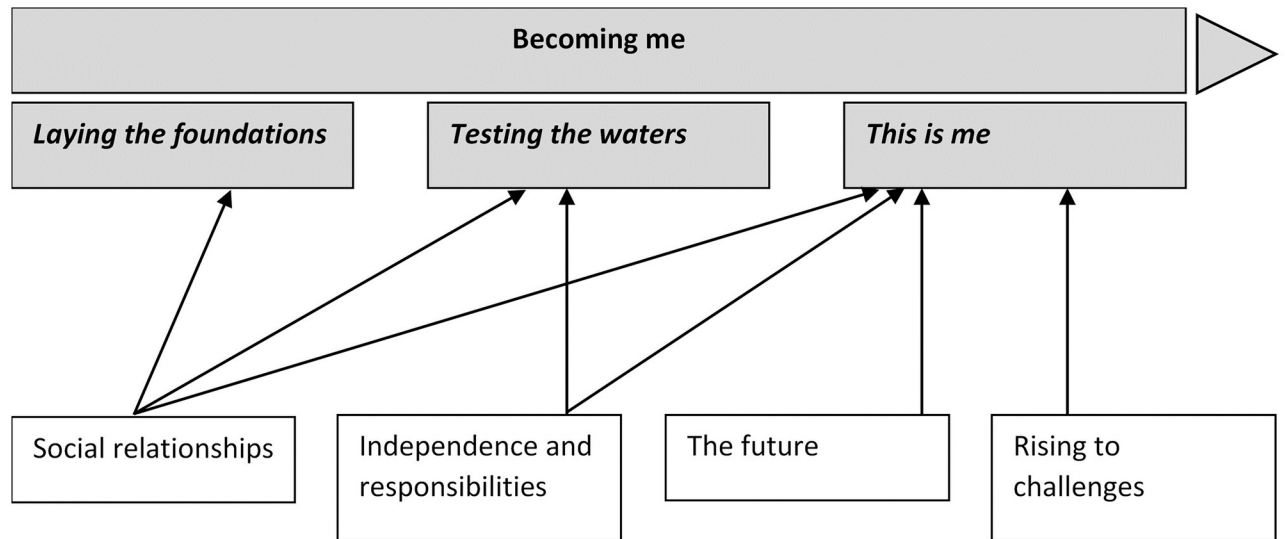 Becoming me
Laying the foundations
Testing the waters
This is me
Social relationships
Independence and
responsibilities
The future
Rising to
challenges